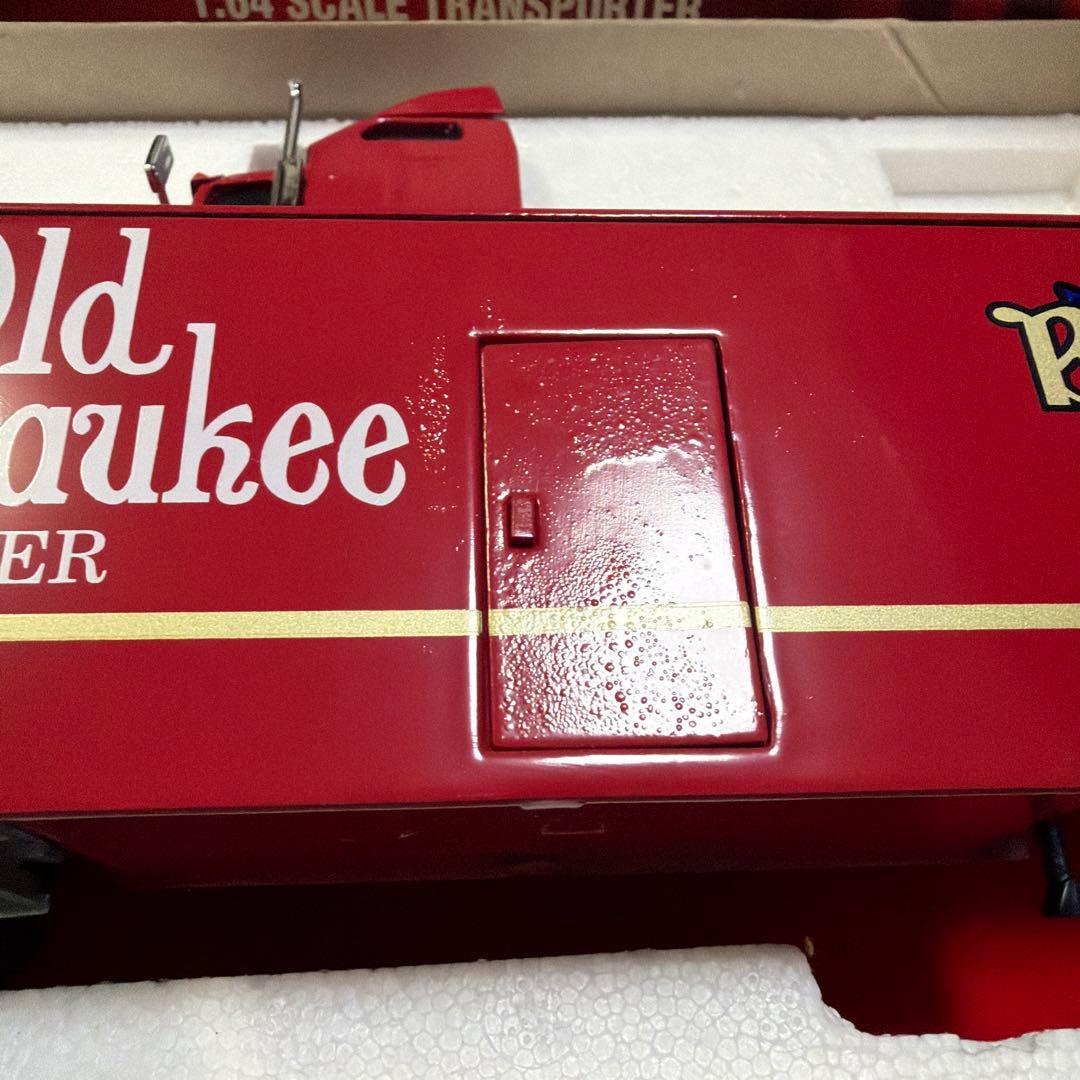 1:64 SCALE TRANSPORTER
Old
aukee
ER